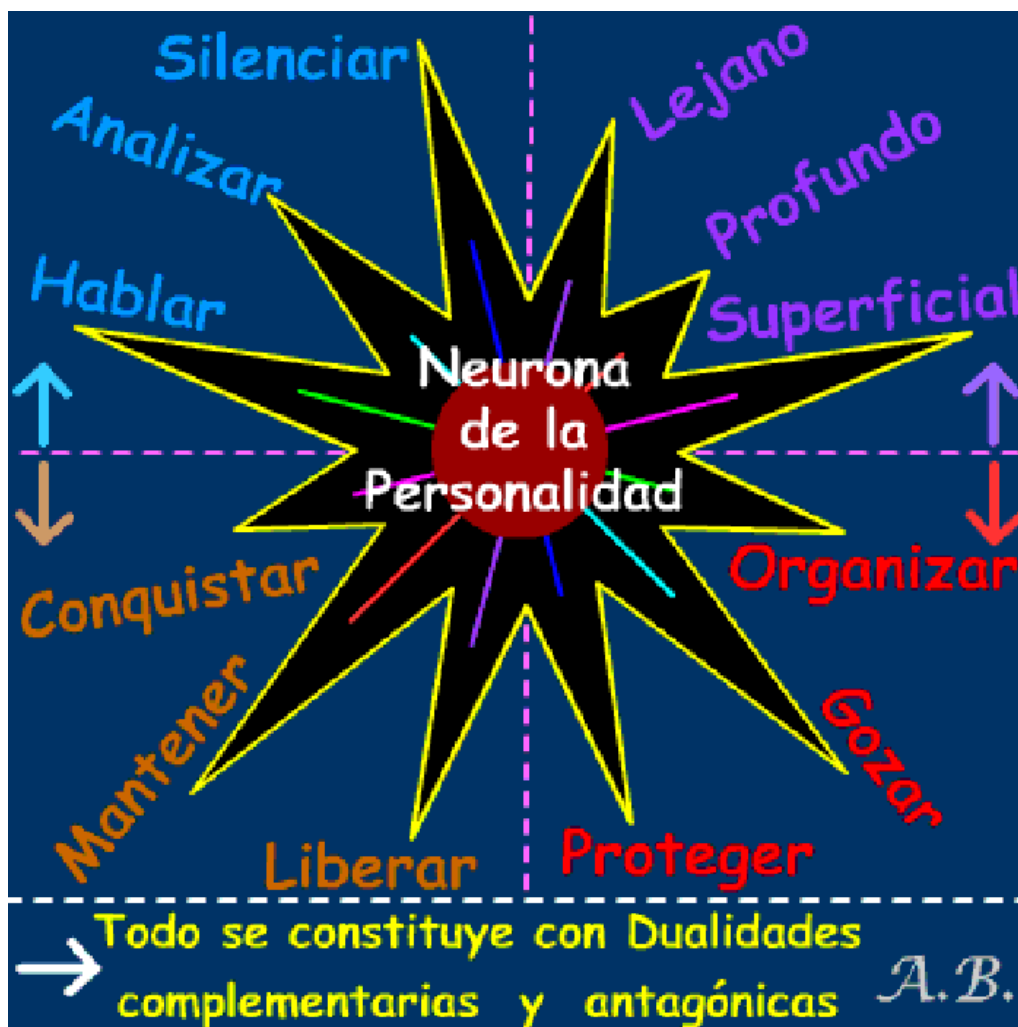 Silenciar
Analizar
Hablar
Lejano
Profundo
Superficial
Neurona
de la
Personalidad
Conquistar
Mantener
Liberar
Organizar
Gozar
Proteger
Todo se constituye con Dualidades
complementarias y antagónicas
A.B.